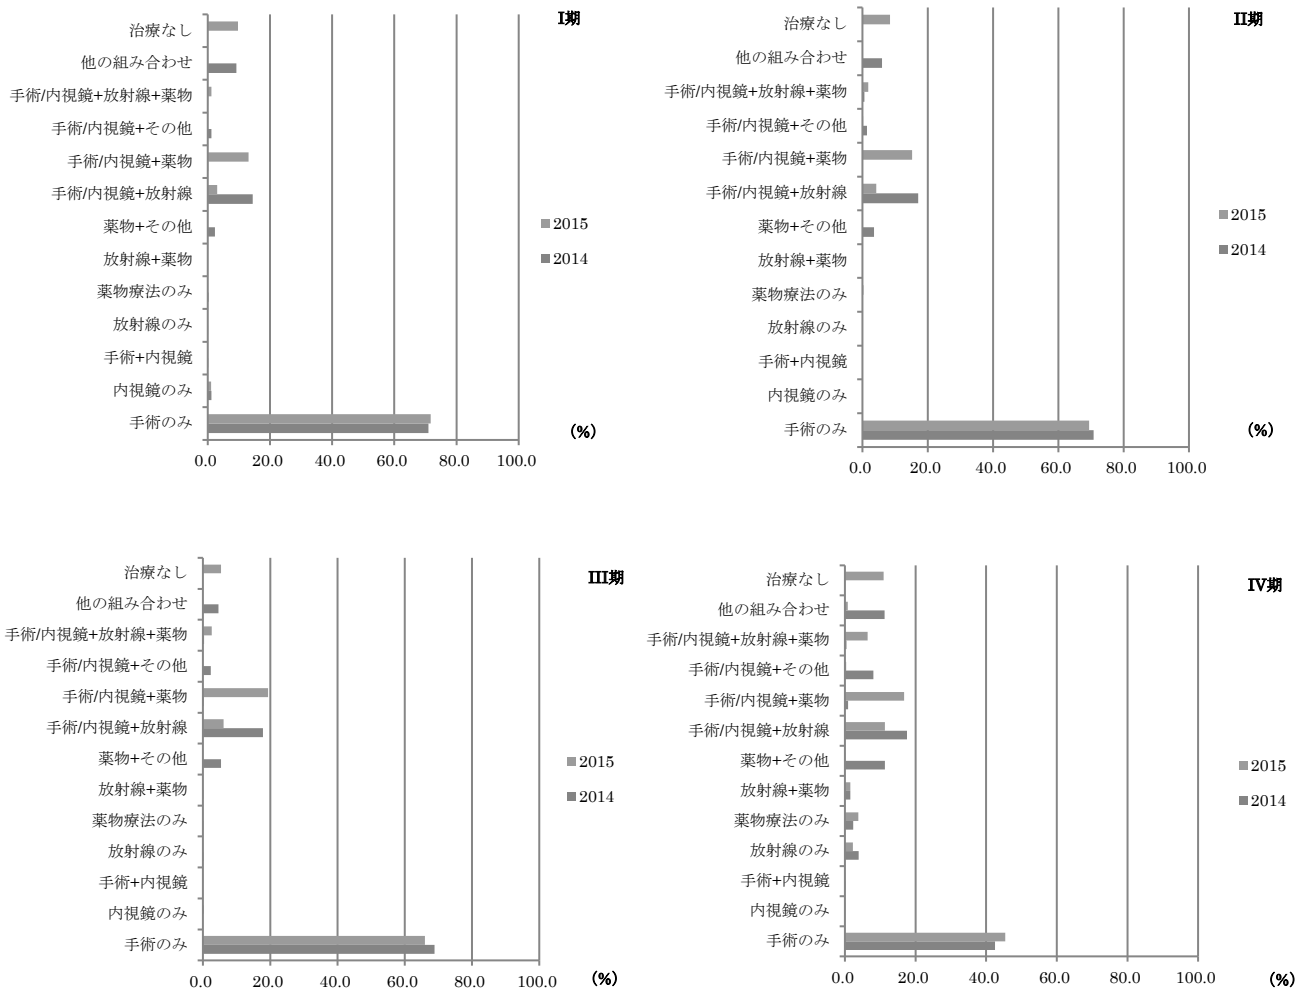 I期
治療なし
他の組み合わせ
手術/内視鏡+放射線+薬物
手術/内視鏡+その他
手術/内視鏡+薬物
手術/内視鏡+放射線
薬物+その他
放射線+薬物
薬物療法のみ
放射線のみ
手術+内視鏡
内視鏡のみ
手術のみ
2015
2014
(%)
0.0 20.0 40.0 60.0 80.0 100.0
II期
治療なし
他の組み合わせ
手術/内視鏡+放射線+薬物
手術/内視鏡+その他
手術/内視鏡+薬物
手術/内視鏡+放射線
薬物+その他
放射線+薬物
薬物療法のみ
放射線のみ
手術+内視鏡
内視鏡のみ
手術のみ
2015
2014
(%)
0.0 20.0 40.0 60.0 80.0 100.0
III期
治療なし
他の組み合わせ
手術/内視鏡+放射線+薬物
手術/内視鏡+その他
手術/内視鏡+薬物
手術/内視鏡+放射線
薬物+その他
放射線+薬物
薬物療法のみ
放射線のみ
手術+内視鏡
内視鏡のみ
手術のみ
2015
2014
(%)
0.0 20.0 40.0 60.0 80.0 100.0
IV期
治療なし
他の組み合わせ
手術/内視鏡+放射線+薬物
手術/内視鏡+その他
手術/内視鏡+薬物
手術/内視鏡+放射線
薬物+その他
放射線+薬物
薬物療法のみ
放射線のみ
手術+内視鏡
内視鏡のみ
手術のみ
2015
2014
(%)
0.0 20.0 40.0 60.0 80.0 100.0